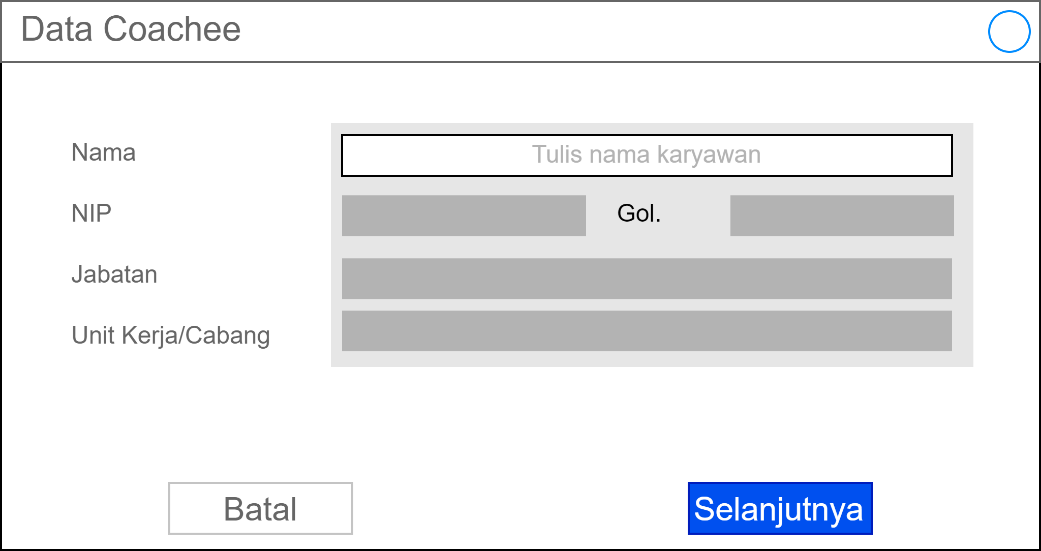 Data Coachee
Nama
Tulis nama karyawan
NIP
Gol.
Jabatan
Unit Kerja/Cabang
Batal
Selanjutnya